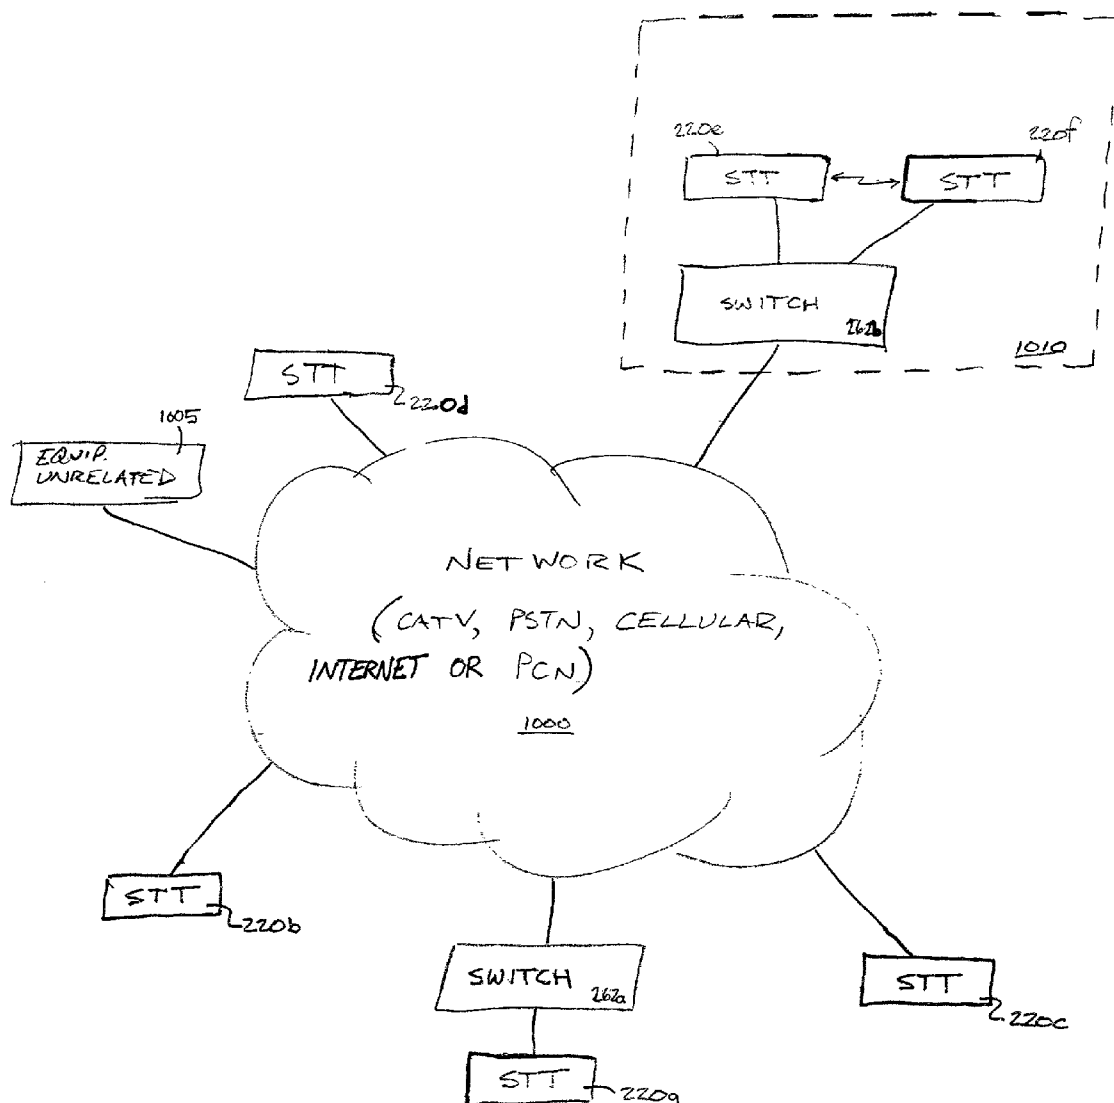 220e
220f
STT
STT
SWITCH
262b
1010
STT
220d
1005
EQUIP.
UNRELATED
NETWORK
(CATV, PSTN, CELLULAR,
INTERNET OR PCN)
1000
STT
220b
SWITCH
262a
STT
220c
STT
220a